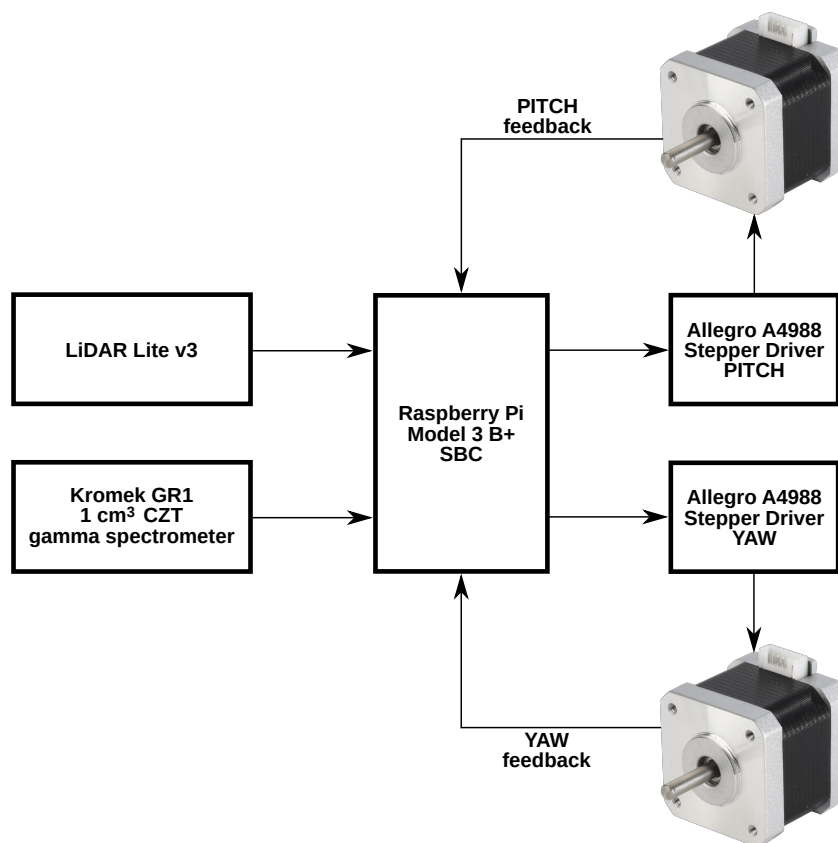 PITCH
feedback
LiDAR Lite v3
Raspberry Pi
Model 3 B+
SBC
Allegro A4988
Stepper Driver
PITCH
Kromek GR1
1 cm³ CZT
gamma spectrometer
Allegro A4988
Stepper Driver
YAW
YAW
feedback